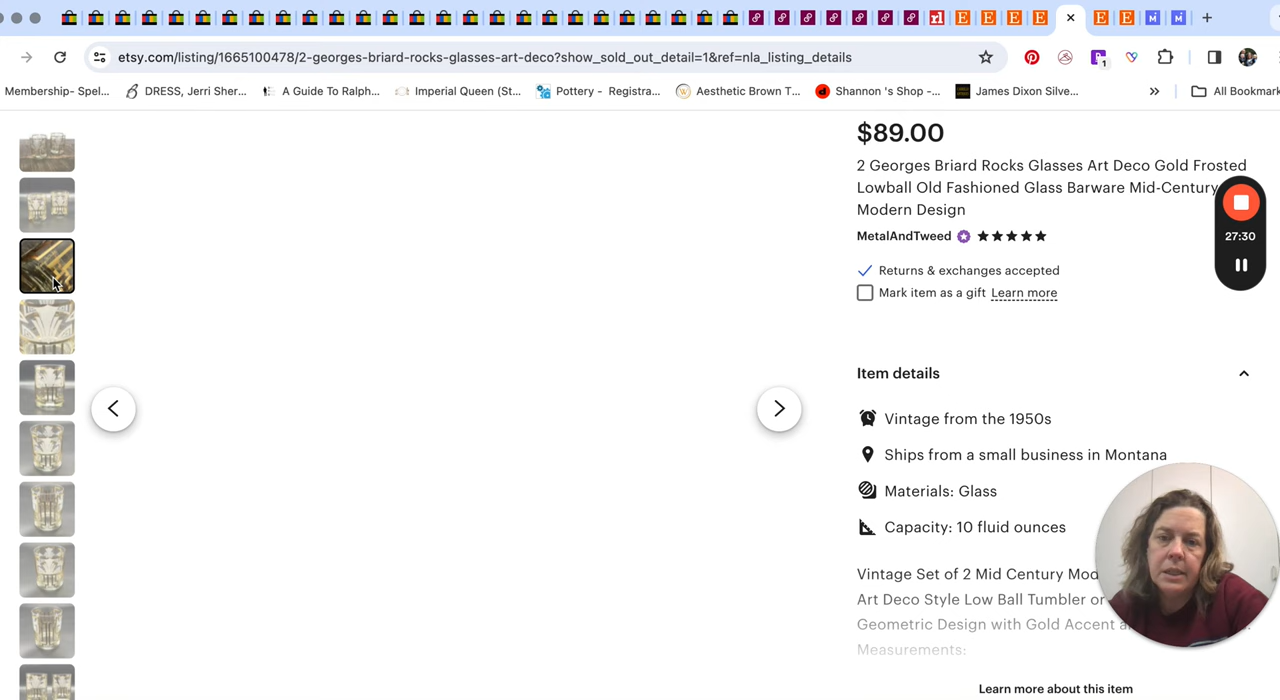 etsy.com/listing/1665100478/2-georges-briard-rocks-glasses-art-deco?show_sold_out_detail=1&ref=nla_listing_details
Membership- Spel...
DRESS, Jerri Sher...
A Guide To Ralph...
Imperial Queen (St...
Pottery - Registra...
Aesthetic Brown T...
Shannon 's Shop -...
James Dixon Silve...
All Bookmark
$89.00
2 Georges Briard Rocks Glasses Art Deco Gold Frosted
Lowball Old Fashioned Glass Barware Mid-Century
Modern Design
MetalAndTweed
Returns & exchanges accepted
Mark item as a gift Learn more
27:30
Item details
Vintage from the 1950s
Ships from a small business in Montana
Materials: Glass
Capacity: 10 fluid ounces
Vintage Set of 2 Mid Century Mod
Art Deco Style Low Ball Tumbler or
Geometric Design with Gold Accent
Measurements:
Learn more about this item